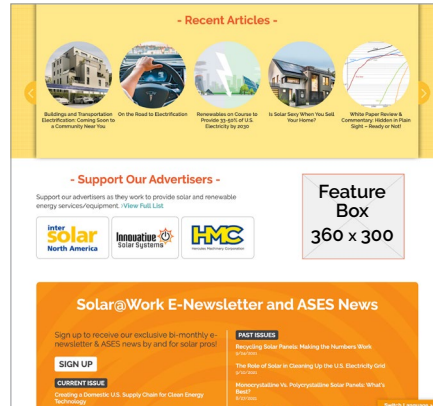 - Recent Articles -
Buildings and Transportation
Electrification: Coming Soon to
a Community Near You
On the Road to Electrification
Renewables on Course to
Provide 33-50% of U.S.
Electricity by 2030
Is Solar Sexy When You Sell
Your Home?
White Paper Review &
Commentary: Hidden in Plain
Sight – Ready or Not!
- Support Our Advertisers -
Support our advertisers as they work to provide solar and renewable
energy services/equipment. >View Full List
inter
solar
North America
Innovative
Solar Systems
HMC
Hercules Machinery Corporation
Feature
Box
360 x 300
Solar@Work E-Newsletter and ASES News
Sign up to receive our exclusive bi-monthly e-
newsletter & ASES news by and for solar pros!
SIGN UP
CURRENT ISSUE
Creating a Domestic U.S. Supply Chain for Clean Energy
Technology
PAST ISSUES
Recycling Solar Panels: Making the Numbers Work
The Role of Solar in Cleaning Up the U.S. Electricity Grid
Monocrystalline Vs. Polycrystalline Solar Panels: What's
Best?